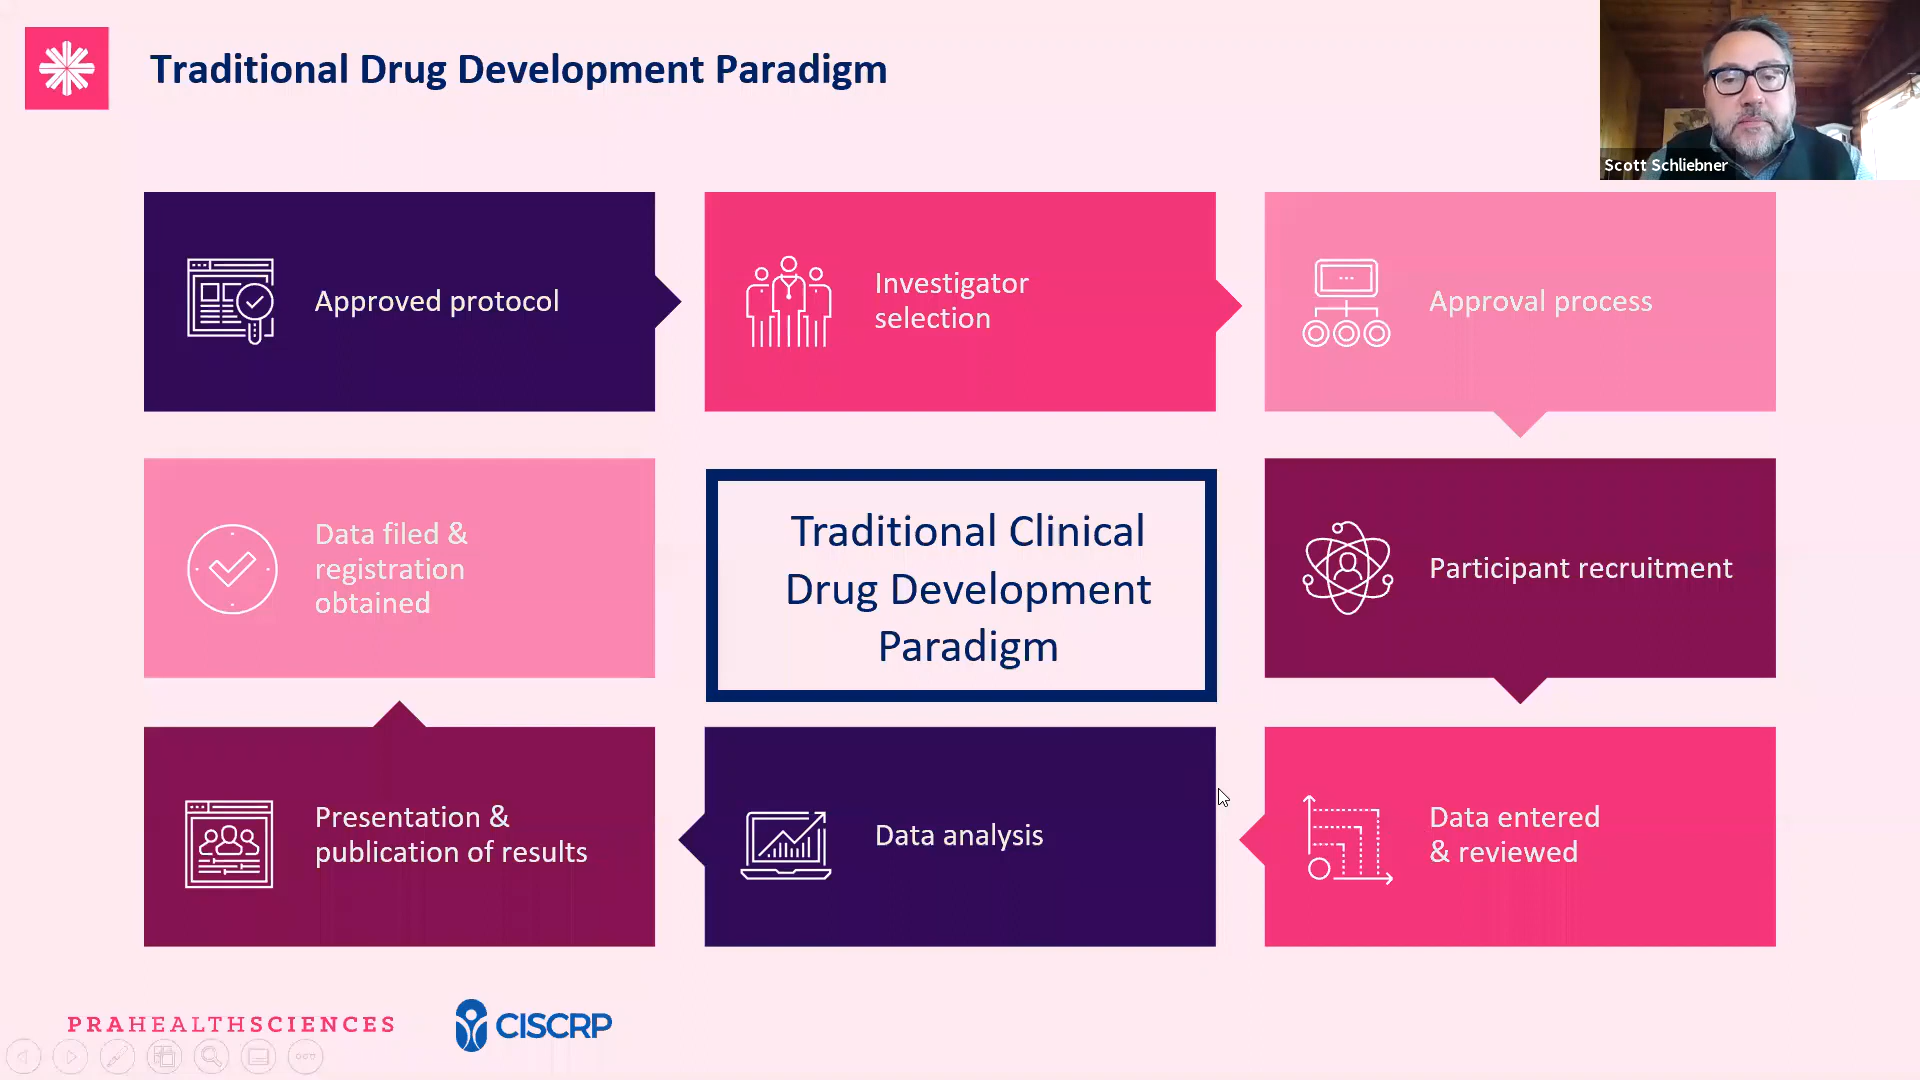 Traditional Drug Development Paradigm
Scott Schliebner
Approved protocol
Investigator
selection
Approval process
Data filed &
registration
obtained
Traditional Clinical
Drug Development
Paradigm
Participant recruitment
Presentation &
publication of results
Data analysis
Data entered
& reviewed
PRAHEALTHSCIENCES
CISCRP